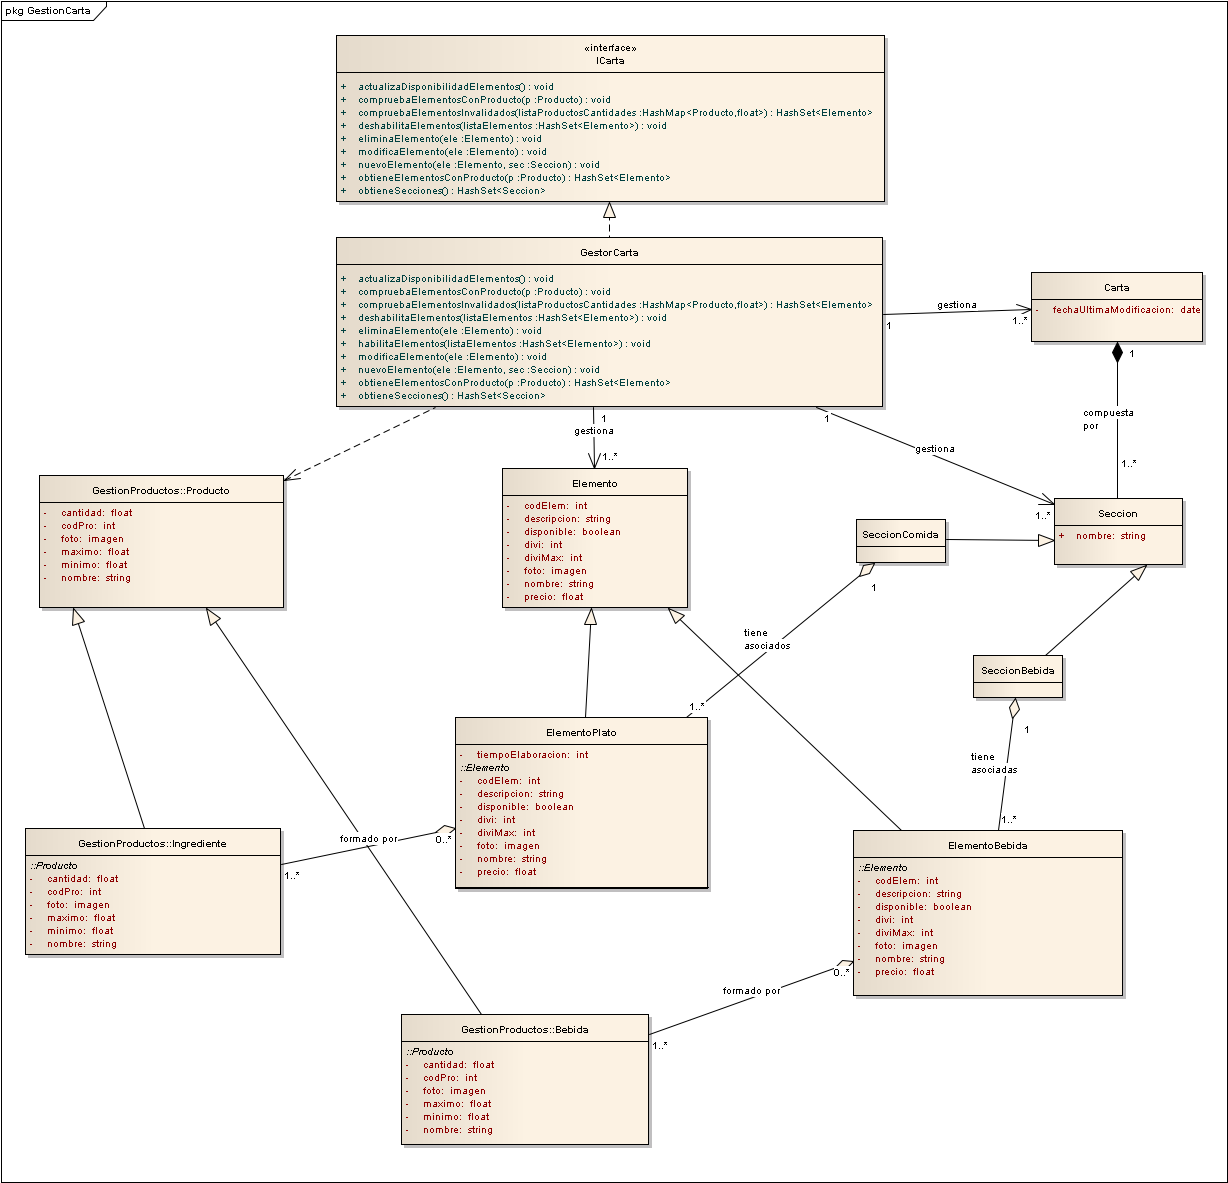 pkg GestionCarta
«interface»
ICarta
+ actualizaDisponibilidadElementos() : void
+ compruebaElementosConProducto(p :Producto) : void
+ compruebaElementosInvalidados(listaProductosCantidades :HashMap<Producto,float>) : HashSet<Elemento>
+ deshabilitaElementos(listaElementos :HashSet<Elemento>) : void
+ eliminaElemento(ele :Elemento) : void
+ modificaElemento(ele :Elemento) : void
+ nuevoElemento(ele :Elemento, sec :Seccion) : void
+ obtieneElementosConProducto(p :Producto) : HashSet<Elemento>
+ obtieneSecciones() : HashSet<Seccion>
GestorCarta
+ actualizaDisponibilidadElementos() : void
+ compruebaElementosConProducto(p :Producto) : void
+ compruebaElementosInvalidados(listaProductosCantidades :HashMap<Producto,float>) : HashSet<Elemento>
+ deshabilitaElementos(listaElementos :HashSet<Elemento>) : void
+ eliminaElemento(ele :Elemento) : void
+ habilitaElementos(listaElementos :HashSet<Elemento>) : void
+ modificaElemento(ele :Elemento) : void
+ nuevoElemento(ele :Elemento, sec :Seccion) : void
+ obtieneElementosConProducto(p :Producto) : HashSet<Elemento>
+ obtieneSecciones() : HashSet<Seccion>
gestiona
1
1..*
Carta
- fechaUltimaModificacion: date
1
compuesta
por
1..*
1
gestiona
1..*
1
gestiona
1..*
GestionProductos::Producto
- cantidad: float
- codPro: int
- foto: imagen
- maximo: float
- minimo: float
- nombre: string
Elemento
- codElem: int
- descripcion: string
- disponible: boolean
- divi: int
- diviMax: int
- foto: imagen
- nombre: string
- precio: float
Seccion
+ nombre: string
SeccionComida
1
tiene
asociados
1..*
SeccionBebida
1
tiene
asociadas
1..*
ElementoPlato
- tiempoElaboracion: int
::Elemento
- codElem: int
- descripcion: string
- disponible: boolean
- divi: int
- diviMax: int
- foto: imagen
- nombre: string
- precio: float
formado por
0..*
1..*
GestionProductos::Ingrediente
::Producto
- cantidad: float
- codPro: int
- foto: imagen
- maximo: float
- minimo: float
- nombre: string
ElementoBebida
::Elemento
- codElem: int
- descripcion: string
- disponible: boolean
- divi: int
- diviMax: int
- foto: imagen
- nombre: string
- precio: float
0..*
formado por
1..*
GestionProductos::Bebida
::Producto
- cantidad: float
- codPro: int
- foto: imagen
- maximo: float
- minimo: float
- nombre: string